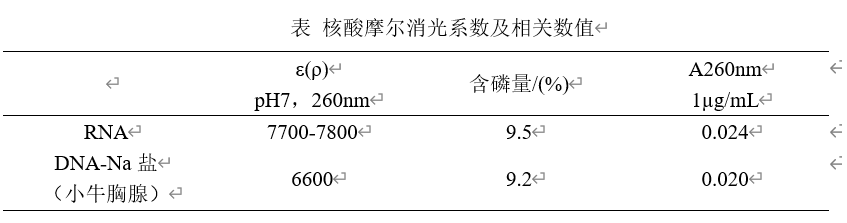 表 核酸摩尔消光系数及相关数值
ε(ρ)
pH7，260nm
含磷量/(%)
A260nm
1μg/mL
RNA
7700-7800
9.5
0.024
DNA-Na 盐
（小牛胸腺）
6600
9.2
0.020